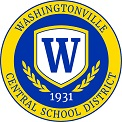 WASHINGTONVILLE
W
1931
CENTRAL SCHOOL DISTRICT